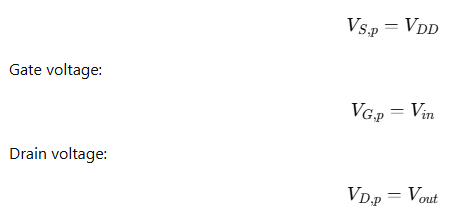 V_{S,p} = V_{DD}
Gate voltage:
V_{G,p} = V_{in}
Drain voltage:
V_{D,p} = V_{out}